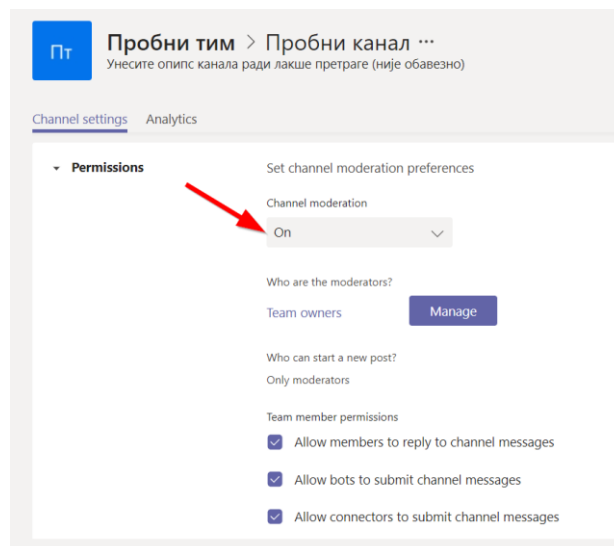 Пт
Пробни тим > Пробни канал ···
Унесите опипс канала ради лакше претраге (није обавезно)
Channel settings Analytics
Permissions
Set channel moderation preferences
Channel moderation
On
Who are the moderators?
Team owners Manage
Who can start a new post?
Only moderators
Team member permissions
Allow members to reply to channel messages
Allow bots to submit channel messages
Allow connectors to submit channel messages